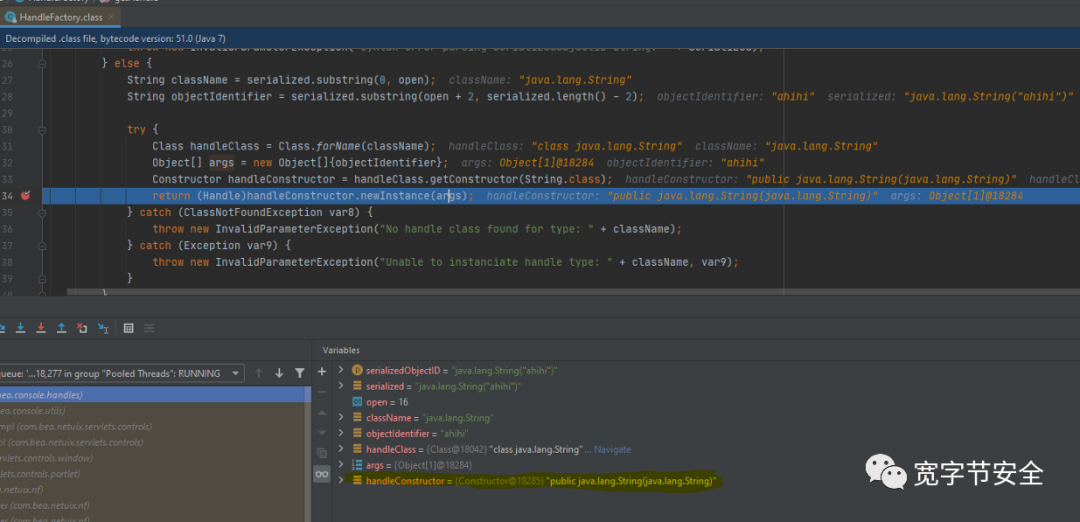 HandleFactory.class
Decompiled .class file, bytecode version: 51.0 (Java 7)
26 } else {
27 String className = serialized.substring(0, open); className: "java.lang.String"
28 String objectIdentifier = serialized.substring(open + 2, serialized.length() - 2); objectIdentifier: "ahihi" serialized: "java.lang.String("ahihi")"
29
30 try {
31 Class handleClass = Class.forName(className); handleClass: "class java.lang.String" className: "java.lang.String"
32 Object[] args = new Object[]{objectIdentifier}; args: Object[1]@18284 objectIdentifier: "ahihi"
33 Constructor handleConstructor = handleClass.getConstructor(String.class); handleConstructor: "public java.lang.String(java.lang.String)" handleCl
34 return (Handle)handleConstructor.newInstance(args); handleConstructor: "public java.lang.String(java.lang.String)" args: Object[1]@18284
35 } catch (ClassNotFoundException var8) {
36 throw new InvalidParameterException("No handle class found for type: " + className);
37 } catch (Exception var9) {
38 throw new InvalidParameterException("Unable to instanciate handle type: " + className, var9);
39 }
Variables
queue: '...18,277 in group "Pooled Threads": RUNNING
bea.console.handles)
ea.console.utils)
mpl (com.bea.netuix.servlets.controls)
ol (com.bea.netuix.servlets.controls)
vlets.controls.window)
lets.controls.portlet)
a.netuix.nf)
er (com.bea.netuix.nf)
serializedObjectID = "java.lang.String("ahihi")"
serialized = "java.lang.String("ahihi")"
open = 16
className = "java.lang.String"
objectIdentifier = "ahihi"
handleClass = {Class@18042} "class java.lang.String"... Navigate
args = {Object[1]@18284}
handleConstructor = {Constructor@18285} "public java.lang.String(java.lang.String)"
宽字节安全